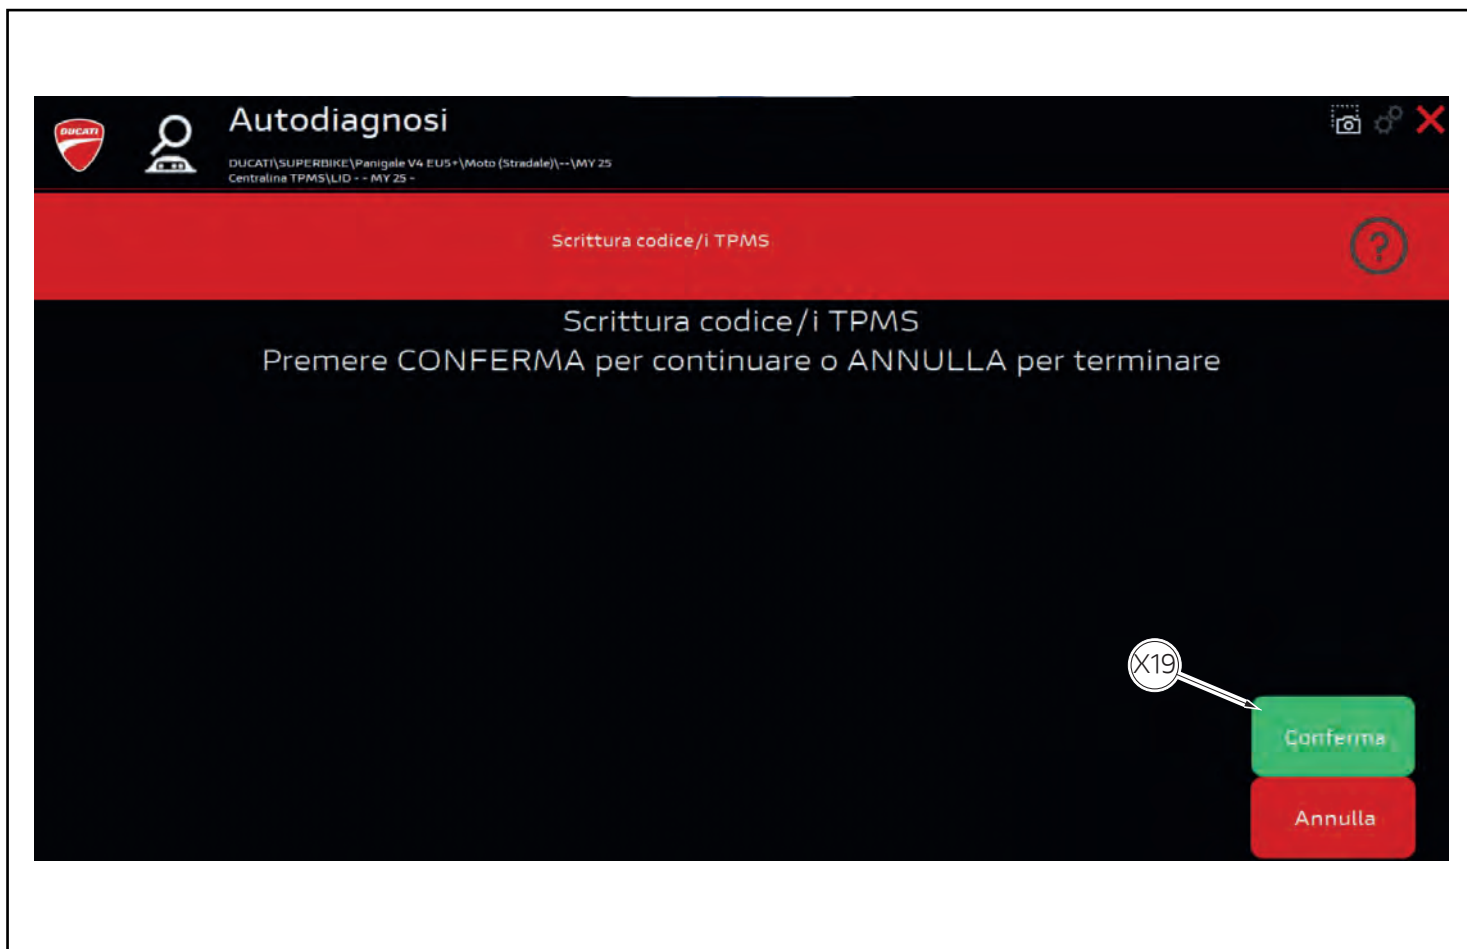 DUCATI
Autodiagnosi
DUCATI\SUPERBIKE\Panigale V4 EU5+\Moto (Stradale)\--\MY 25
Centralina TPMS\LID - - MY 25 -
Scrittura codice/i TPMS
?
Scrittura codice/i TPMS
Premere CONFERMA per continuare o ANNULLA per terminare
X19
Conferma
Annulla